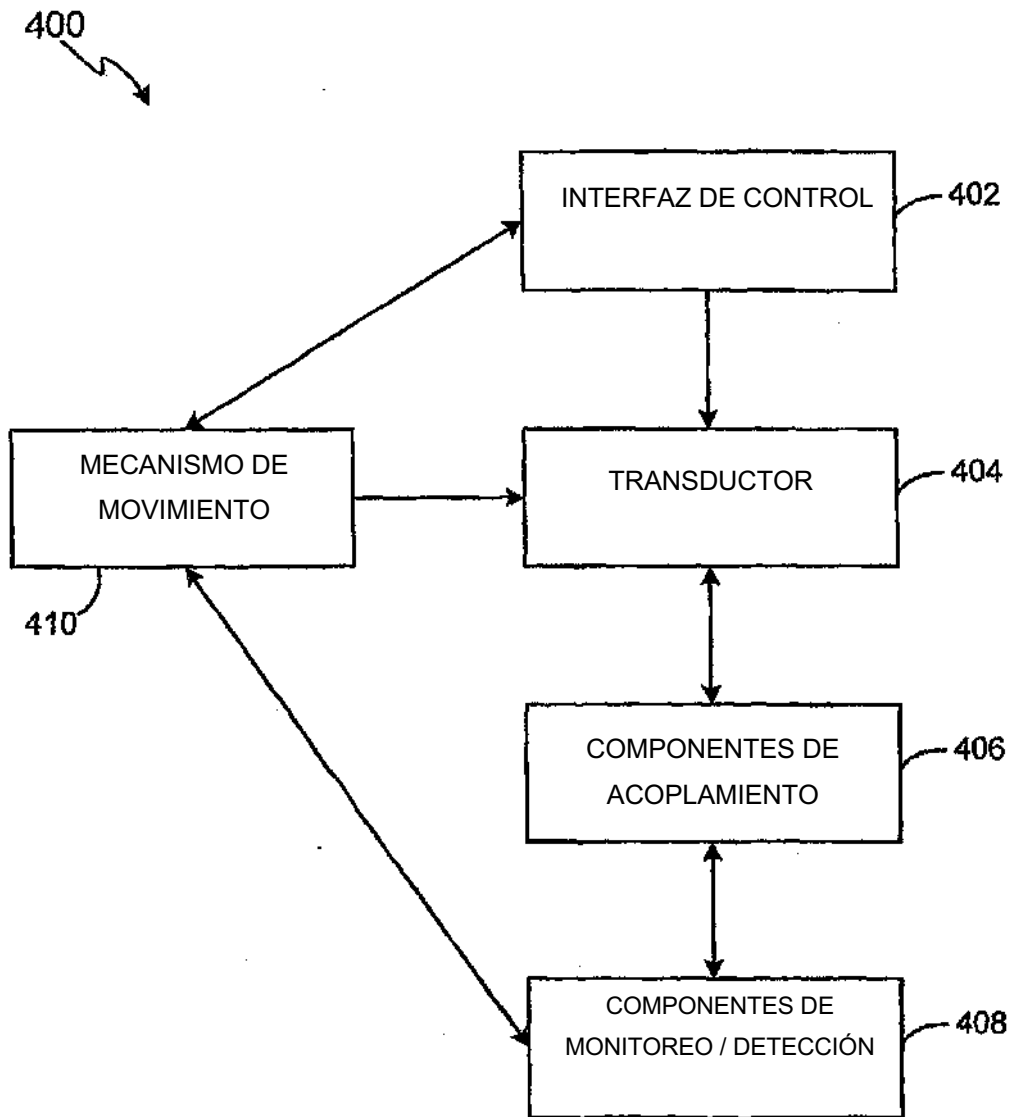 400
INTERFAZ DE CONTROL
402
MECANISMO DE
MOVIMIENTO
410
TRANSDUCTOR
404
COMPONENTES DE
ACOPLAMIENTO
406
COMPONENTES DE
MONITOREO / DETECCIÓN
408